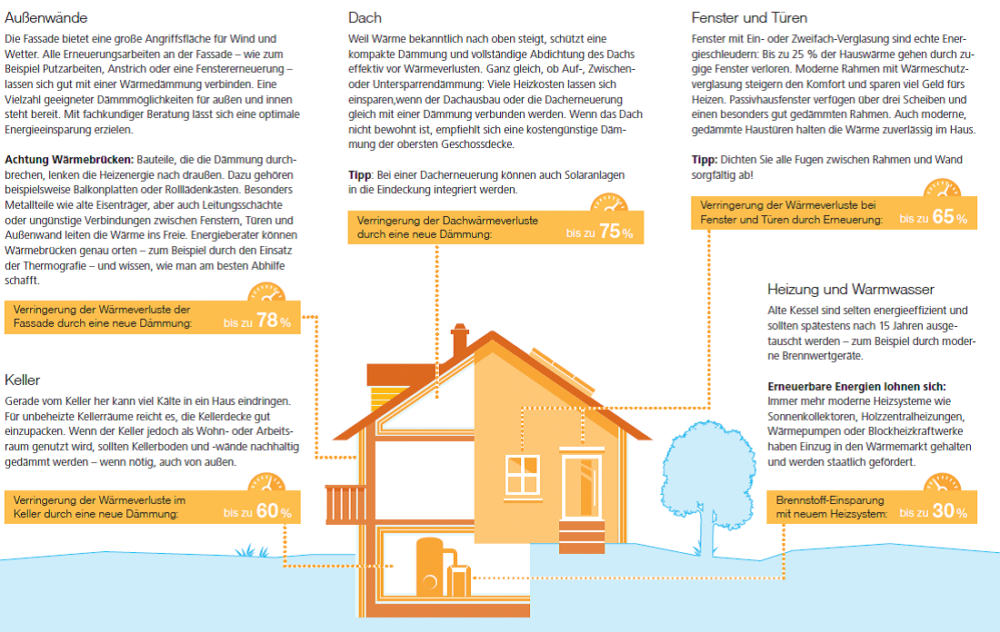 Außenwände
Die Fassade bietet eine große Angriffsfläche für Wind und
Wetter. Alle Erneuerungsarbeiten an der Fassade – wie zum
Beispiel Putzarbeiten, Anstrich oder eine Fenstererneuerung –
lassen sich gut mit einer Wärmedämmung verbinden. Eine
Vielzahl geeigneter Dämmmöglichkeiten für außen und innen
steht bereit. Mit fachkundiger Beratung lässt sich eine optimale
Energieeinsparung erzielen.
Achtung Wärmebrücken: Bauteile, die die Dämmung durch-
brechen, lenken die Heizenergie nach draußen. Dazu gehören
beispielsweise Balkonplatten oder Rollädenkästen. Besonders
Metallteile wie alte Eisenträger, aber auch Leitungsschächte
oder ungünstige Verbindungen zwischen Fenstern, Türen und
Außenwand leiten die Wärme ins Freie. Energieberater können
Wärmebrücken genau orten – zum Beispiel durch den Einsatz
der Thermografie – und wissen, wie man am besten Abhilfe
schafft.
Verringerung der Wärmeverluste der
Fassade durch eine neue Dämmung: bis zu 78 %
Keller
Gerade vom Keller her kann viel Kälte in ein Haus eindringen.
Für unbeheizte Kellerräume reicht es, die Kellerdecke gut
einzupacken. Wenn der Keller jedoch als Wohn- oder Arbeits-
raum genutzt wird, sollten Kellerboden und -wände nachhaltig
gedämmt werden – wenn nötig, auch von außen.
Verringerung der Wärmeverluste im
Keller durch eine neue Dämmung: bis zu 60 %
Dach
Weil Wärme bekanntlich nach oben steigt, schützt eine
kompakte Dämmung und vollständige Abdichtung des Dachs
effektiv vor Wärmeverlusten. Ganz gleich, ob Auf-, Zwischen-
oder Untersparrendämmung: Viele Heizkosten lassen sich
einsparen,wenn der Dachausbau oder die Dacherneuerung
gleich mit einer Dämmung verbunden werden. Wenn das Dach
nicht bewohnt ist, empfiehlt sich eine kostengünstige Däm-
mung der obersten Geschossdecke.
Tipp: Bei einer Dacherneuerung können auch Solaranlagen
in die Eindeckung integriert werden.
Verringerung der Dachwärmeverluste
durch eine neue Dämmung: bis zu 75 %
Fenster und Türen
Fenster mit Ein- oder Zweifach-Verglasung sind echte Ener-
gieschleudern: Bis zu 25 % der Hauswärme gehen durch zu-
gige Fenster verloren. Moderne Rahmen mit Wärmeschutz-
verglasung steigern den Komfort und sparen viel Geld fürs
Heizen. Passivhausfenster verfügen über drei Scheiben und
einen besonders gut gedämmten Rahmen. Auch moderne,
gedämmte Haustüren halten die Wärme zuverlässig im Haus.
Tipp: Dichten Sie alle Fugen zwischen Rahmen und Wand
sorgfältig ab!
Verringerung der Wärmeverluste bei
Fenster und Türen durch Erneuerung: bis zu 65 %
Heizung und Warmwasser
Alte Kessel sind selten energieeffizient und
sollten spätestens nach 15 Jahren ausge-
tauscht werden – zum Beispiel durch moder-
ne Brennwertgeräte.
Erneuerbare Energien lohnen sich:
Immer mehr moderne Heizsysteme wie
Sonnenkollektoren, Holzzentralheizungen,
Wärmepumpen oder Blockheizkraftwerke
haben Einzug in den Wärmemarkt gehalten
und werden staatlich gefördert.
Brennstoff-Einsparung
mit neuem Heizsystem: bis zu 30 %